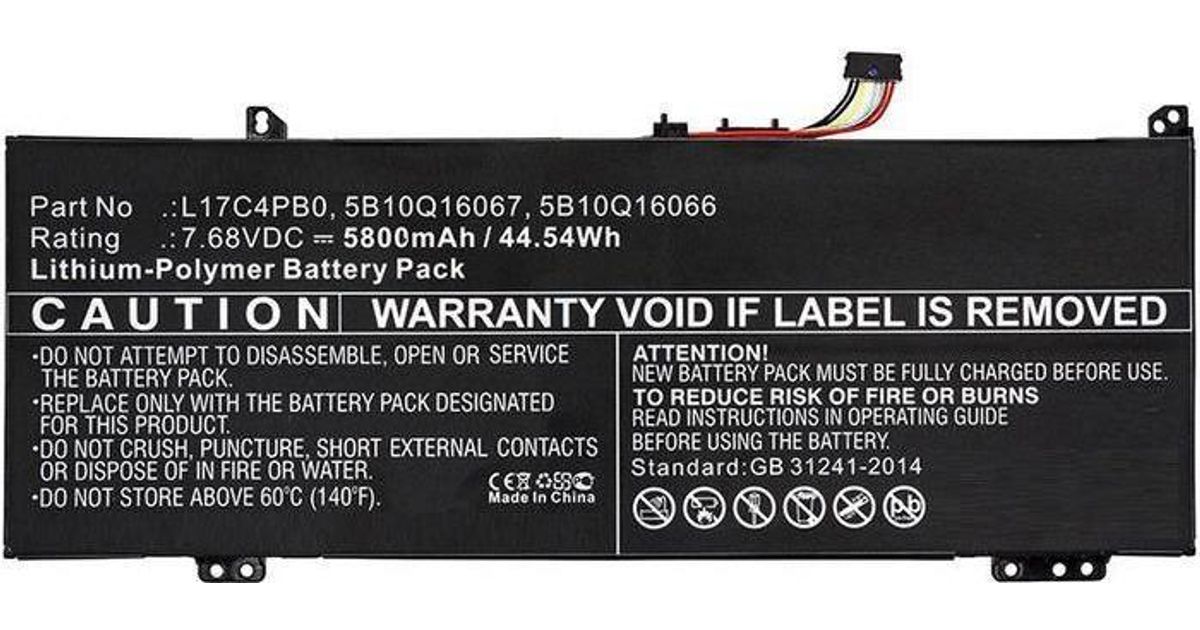 Part No .:L17C4PB0, 5B10Q16067, 5B10Q16066
Rating .:7.68VDC ⎓ 5800mAh / 44.54Wh
Lithium-Polymer Battery Pack
CAUTION
WARRANTY VOID IF LABEL IS REMOVED
·DO NOT ATTEMPT TO DISASSEMBLE, OPEN OR SERVICE
THE BATTERY PACK.
·REPLACE ONLY WITH THE BATTERY PACK DESIGNATED
FOR THIS PRODUCT.
·DO NOT CRUSH, PUNCTURE, SHORT EXTERNAL CONTACTS
OR DISPOSE OF IN FIRE OR WATER.
·DO NOT STORE ABOVE 60°C (140°F).
CE
Made In China
ATTENTION!
NEW BATTERY PACK MUST BE FULLY CHARGED BEFORE USE.
TO REDUCE RISK OF FIRE OR BURNS
READ INSTRUCTIONS IN OPERATING GUIDE
BEFORE USING THE BATTERY.
Standard:GB 31241-2014
Pb